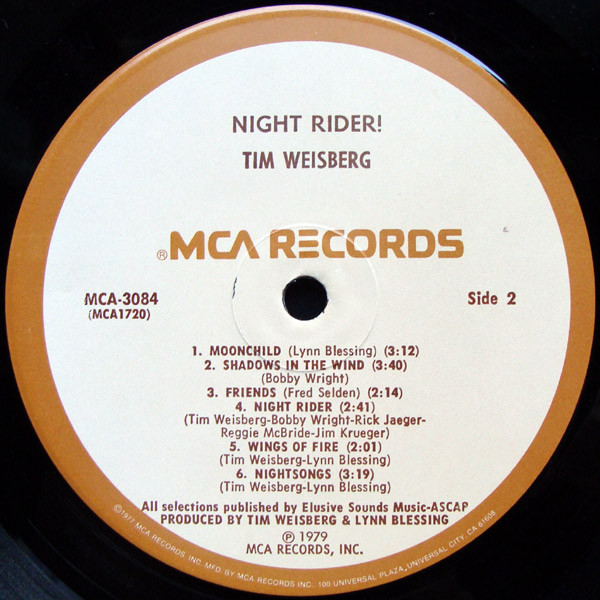 NIGHT RIDER!
TIM WEISBERG
®MCA RECORDS
MCA-3084
(MCA1720)
Side 2
1. MOONCHILD (Lynn Blessing) (3:12)
2. SHADOWS IN THE WIND (3:40)
(Bobby Wright)
3. FRIENDS (Fred Selden) (2:14)
4. NIGHT RIDER (2:41)
(Tim Weisberg-Bobby Wright-Rick Jaeger-
Reggie McBride-Jim Krueger)
5. WINGS OF FIRE (2:01)
(Tim Weisberg-Lynn Blessing)
6. NIGHTSONGS (3:19)
(Tim Weisberg-Lynn Blessing)
All selections published by Elusive Sounds Music-ASCAP
PRODUCED BY TIM WEISBERG & LYNN BLESSING
℗ 1979
MCA RECORDS, INC.
©1977 MCA RECORDS INC. MFD. BY MCA RECORDS INC. 100 UNIVERSAL PLAZA, UNIVERSAL CITY, CA 91608